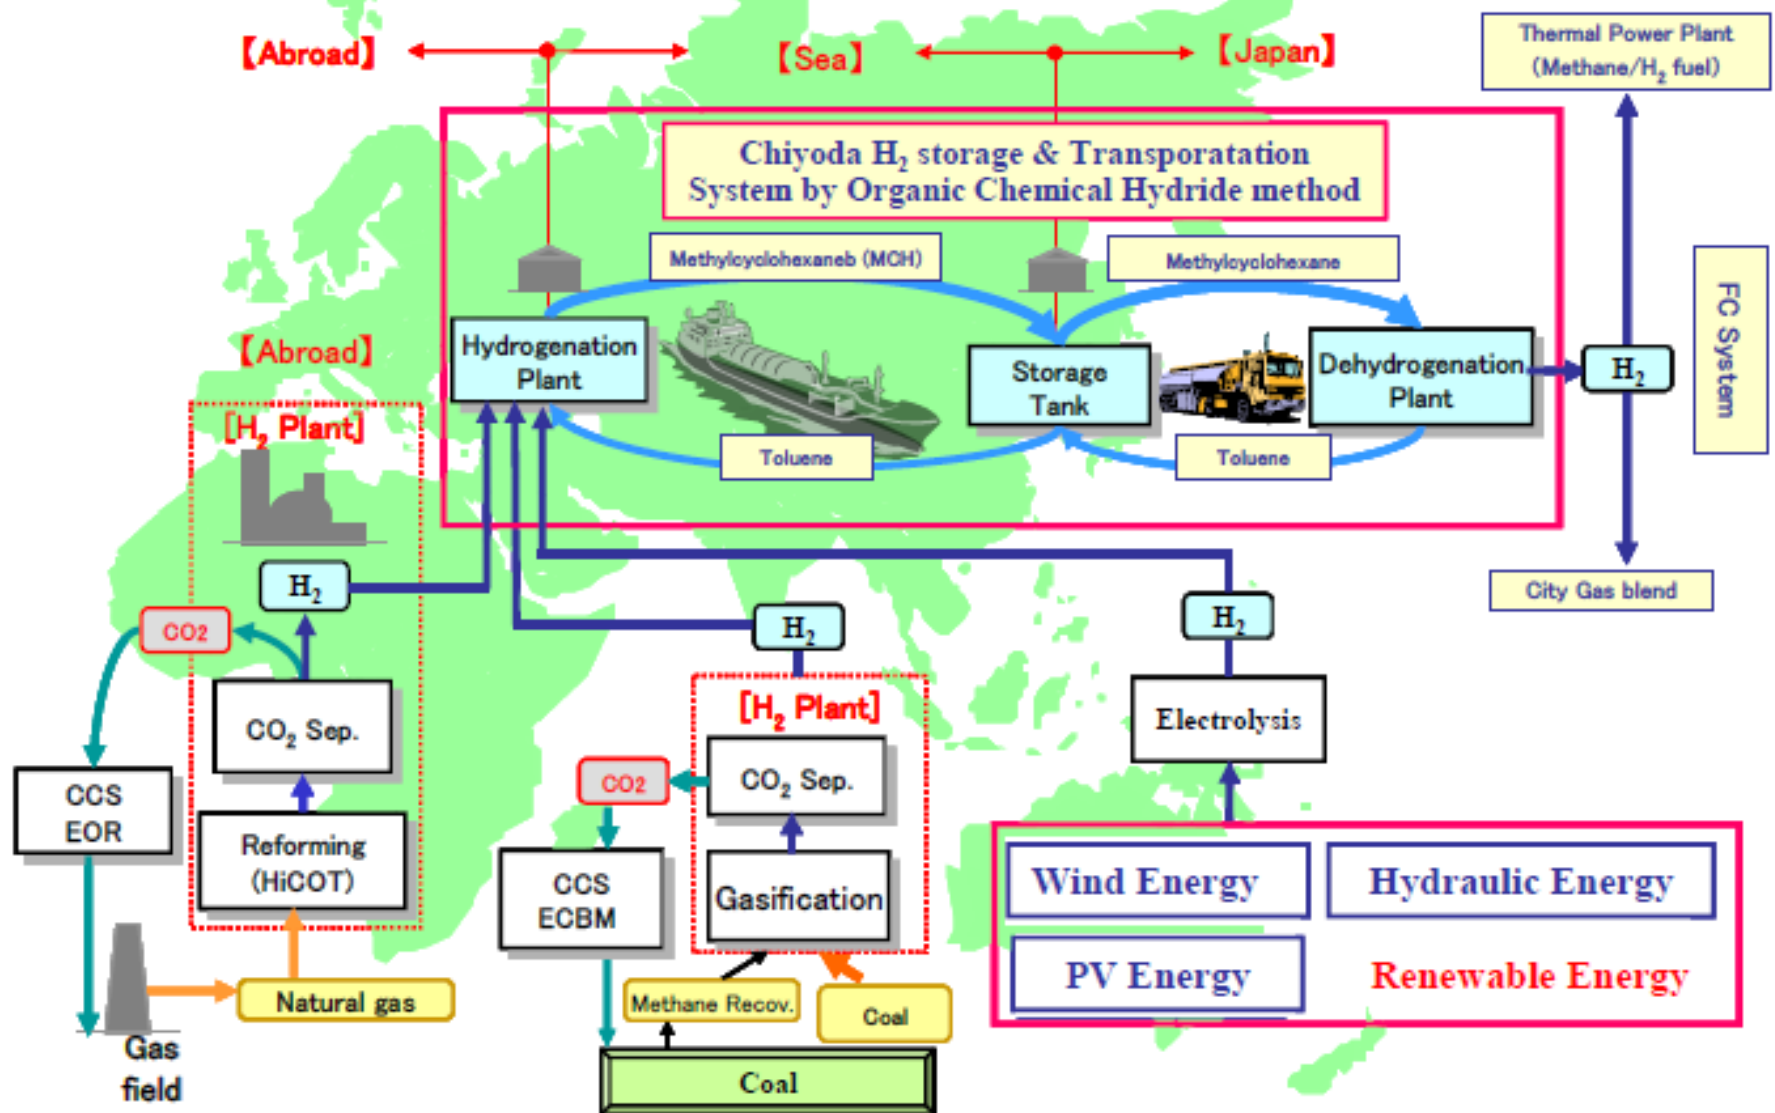 【Abroad】
【Sea】
【Japan】
Thermal Power Plant
(Methane/H₂ fuel)
Chiyoda H₂ storage & Transporatation
System by Organic Chemical Hydride method
Methylcyclohexaneb (MCH)
Methylcyclohexane
FC System
【Abroad】
Hydrogenation
Plant
Storage
Tank
Dehydrogenation
Plant
H₂
[H₂ Plant]
Toluene
Toluene
H₂
CO2
H₂
H₂
City Gas blend
CO₂ Sep.
[H₂ Plant]
Electrolysis
CCS
EOR
CO2
CO₂ Sep.
Reforming
(HiCOT)
CCS
ECBM
Gasification
Wind Energy
Hydraulic Energy
PV Energy
Renewable Energy
Natural gas
Methane Recov.
Coal
Gas
field
Coal